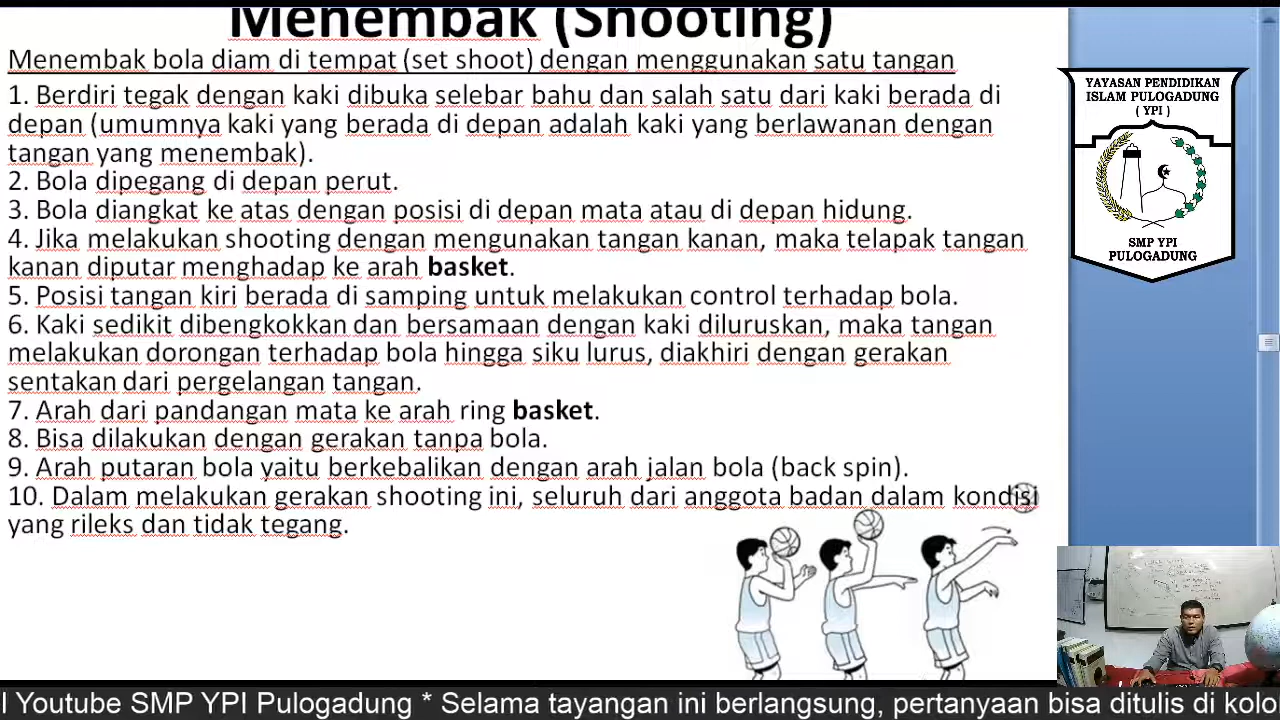 Menembak (Shooting)
Menembak bola diam di tempat (set shoot) dengan menggunakan satu tangan
1. Berdiri tegak dengan kaki dibuka selebar bahu dan salah satu dari kaki berada di
depan (umumnya kaki yang berada di depan adalah kaki yang berlawanan dengan
tangan yang menembak).
2. Bola dipegang di depan perut.
3. Bola diangkat ke atas dengan posisi di depan mata atau di depan hidung.
4. Jika melakukan shooting dengan mengunakan tangan kanan, maka telapak tangan
kanan diputar menghadap ke arah basket.
5. Posisi tangan kiri berada di samping untuk melakukan control terhadap bola.
6. Kaki sedikit dibengkokkan dan bersamaan dengan kaki diluruskan, maka tangan
melakukan dorongan terhadap bola hingga siku lurus, diakhiri dengan gerakan
sentakan dari pergelangan tangan.
7. Arah dari pandangan mata ke arah ring basket.
8. Bisa dilakukan dengan gerakan tanpa bola.
9. Arah putaran bola yaitu berkebalikan dengan arah jalan bola (back spin).
10. Dalam melakukan gerakan shooting ini, seluruh dari anggota badan dalam kondisi
yang rileks dan tidak tegang.
YAYASAN PENDIDIKAN
ISLAM PULOGADUNG
( YPI )
SMP YPI
PULOGADUNG
l Youtube SMP YPI Pulogadung * Selama tayangan ini berlangsung, pertanyaan bisa ditulis di kolo